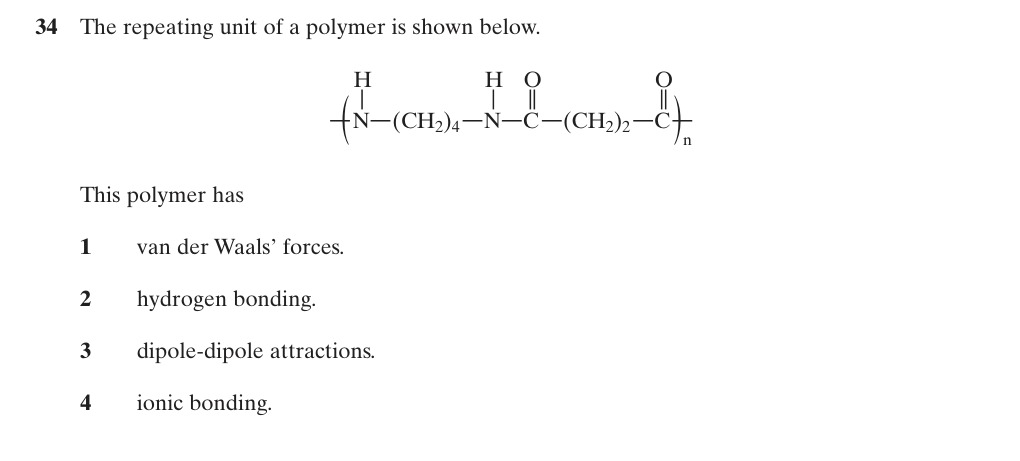 34 The repeating unit of a polymer is shown below.
H H O O
N—(CH₂)₄—N—C—(CH₂)₂—C
n
This polymer has
1 van der Waals’ forces.
2 hydrogen bonding.
3 dipole-dipole attractions.
4 ionic bonding.